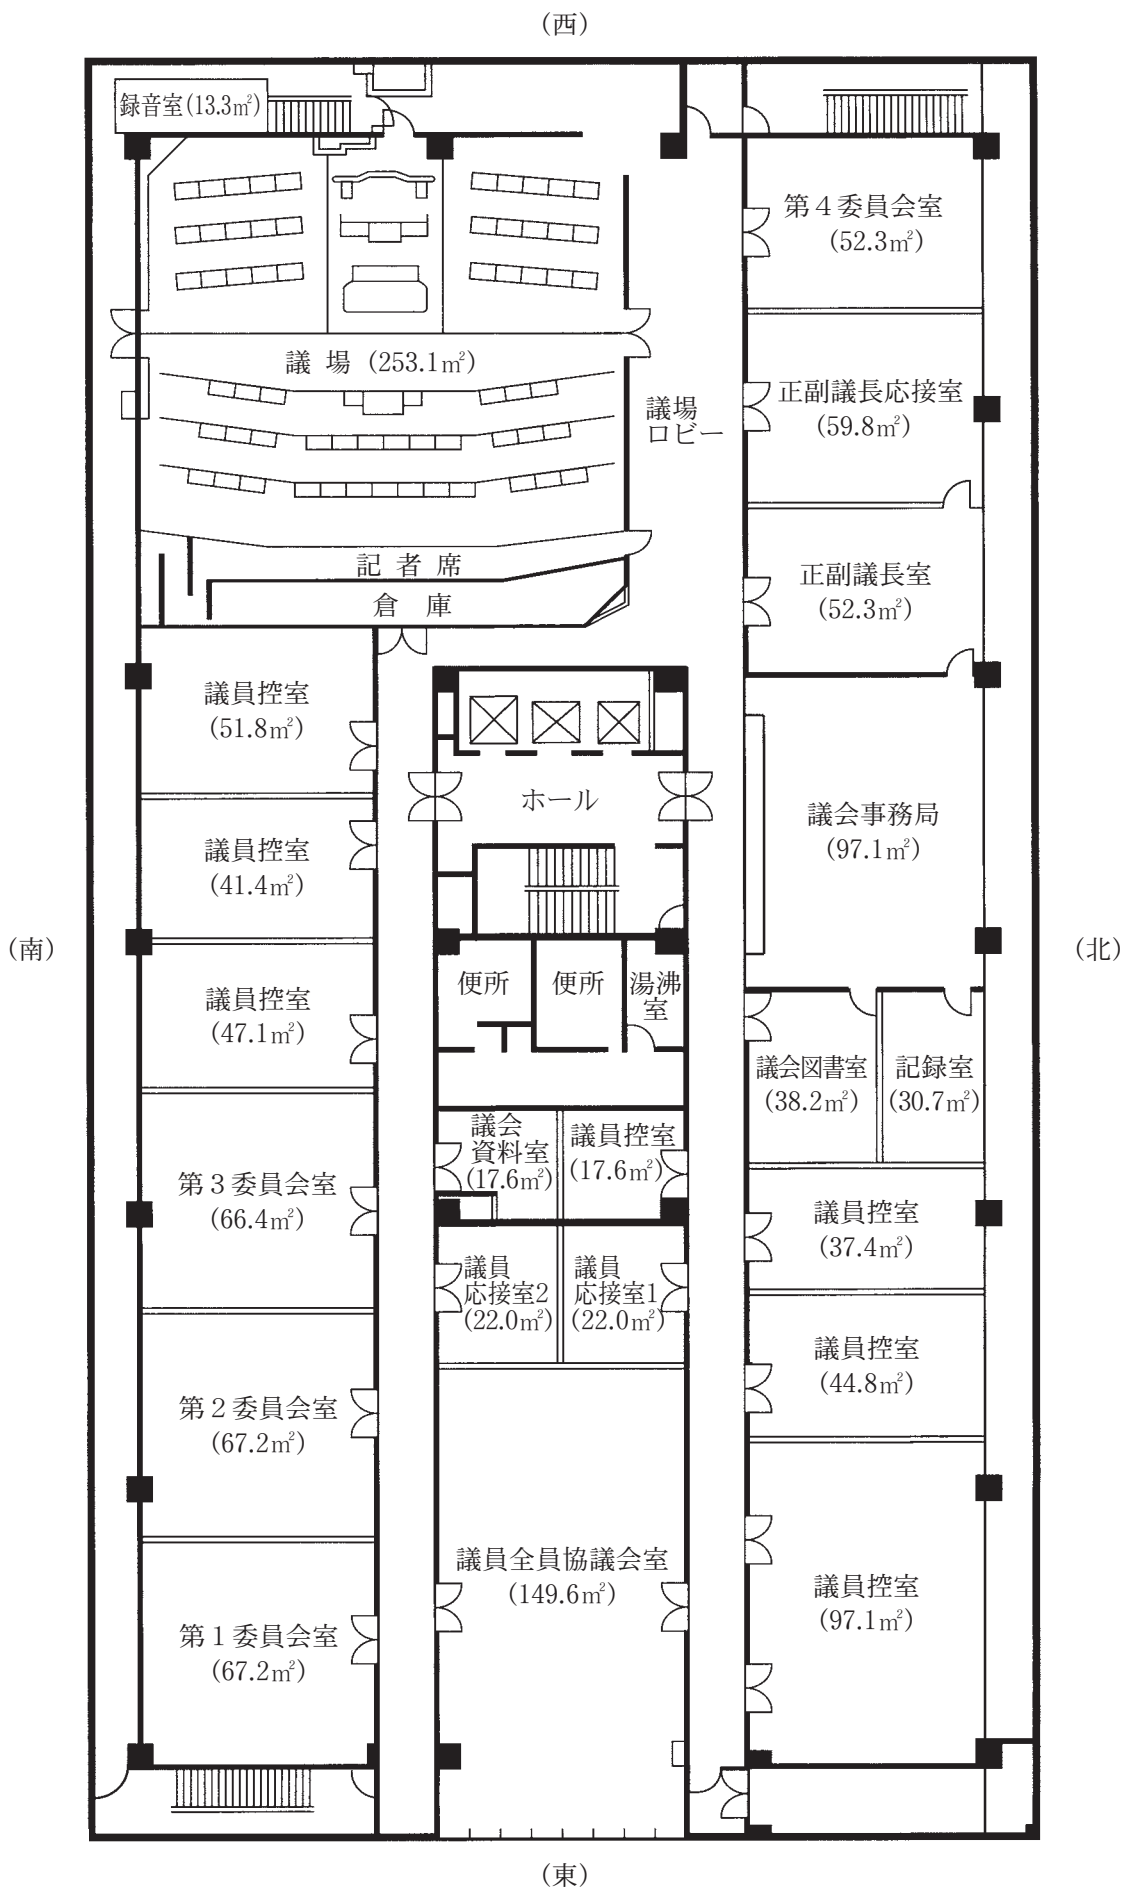 (西)
録音室(13.3㎡)
第4委員会室
(52.3㎡)
議 場 (253.1㎡)
議場
ロビー
正副議長応接室
(59.8㎡)
記 者 席
倉 庫
正副議長室
(52.3㎡)
議員控室
(51.8㎡)
ホール
議会事務局
(97.1㎡)
議員控室
(41.4㎡)
(南)
(北)
議員控室
(47.1㎡)
便所
便所
湯沸
室
議会図書室
(38.2㎡)
記録室
(30.7㎡)
議会
資料室
(17.6㎡)
議員控室
(17.6㎡)
第3委員会室
(66.4㎡)
議員控室
(37.4㎡)
議員
応接室2
(22.0㎡)
議員
応接室1
(22.0㎡)
議員控室
(44.8㎡)
第2委員会室
(67.2㎡)
議員全員協議会室
(149.6㎡)
議員控室
(97.1㎡)
第1委員会室
(67.2㎡)
(東)